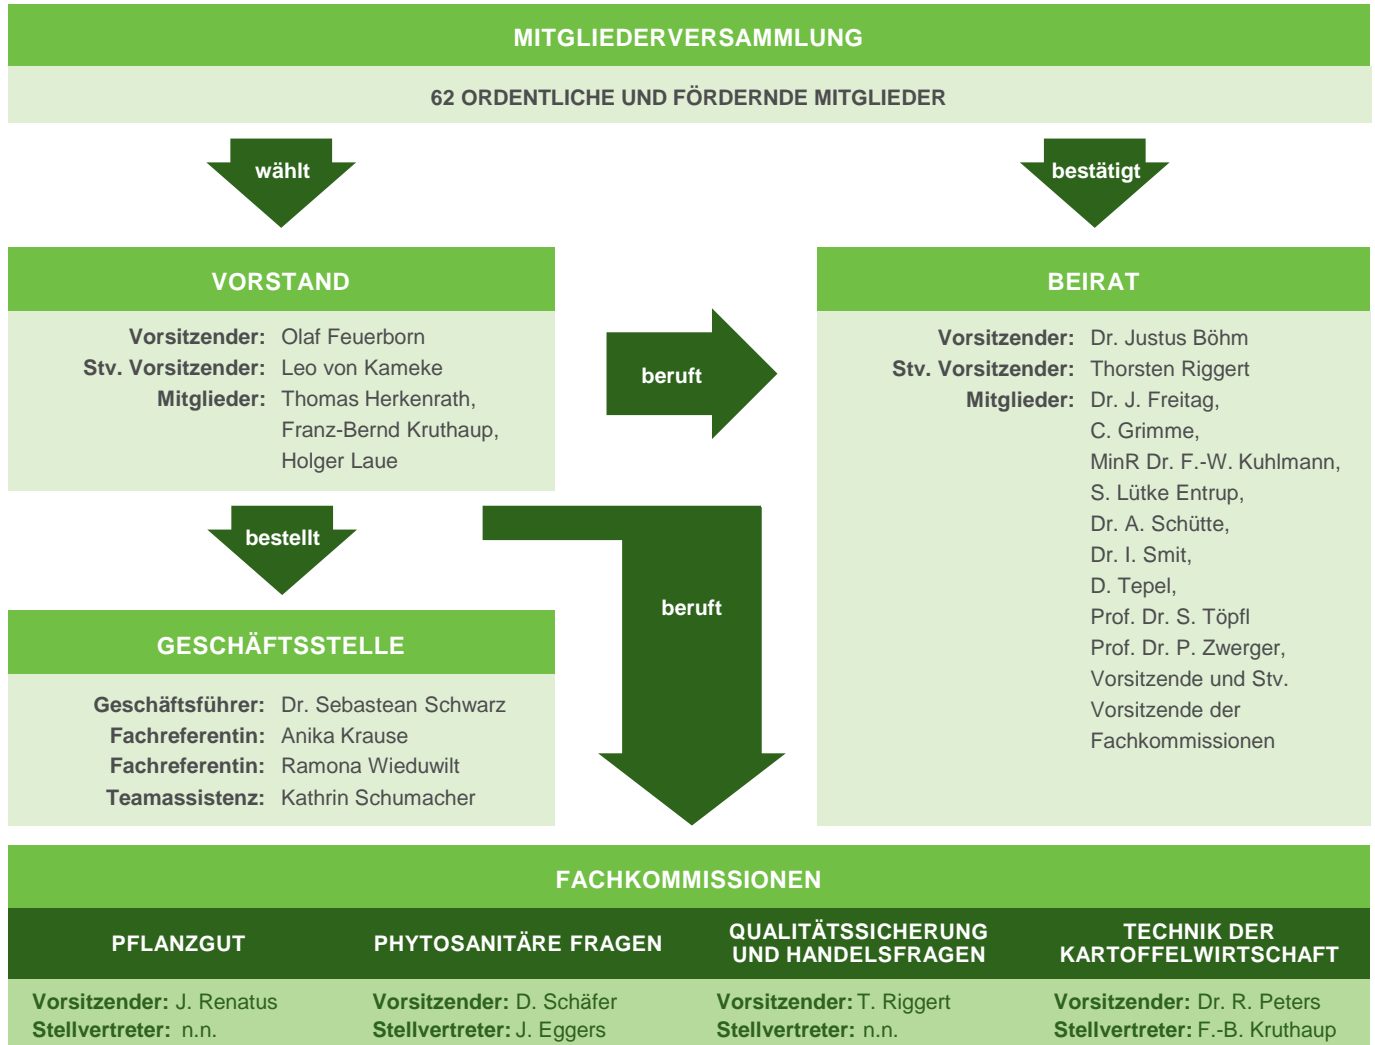 MITGLIEDERVERSAMMLUNG
62 ORDENTLICHE UND FÖRDERNDE MITGLIEDER
wählt
bestätigt
VORSTAND
Vorsitzender: Olaf Feuerborn
Stv. Vorsitzender: Leo von Kameke
Mitglieder: Thomas Herkenrath,
Franz-Bernd Kruthaup,
Holger Laue
beruft
BEIRAT
Vorsitzender: Dr. Justus Böhm
Stv. Vorsitzender: Thorsten Riggert
Mitglieder: Dr. J. Freitag,
C. Grimme,
MinR Dr. F.-W. Kuhlmann,
S. Lütke Entrup,
Dr. A. Schütte,
Dr. I. Smit,
D. Tepel,
Prof. Dr. S. Töpfl
Prof. Dr. P. Zwerger,
Vorsitzende und Stv.
Vorsitzende der
Fachkommissionen
bestellt
beruft
GESCHÄFTSSTELLE
Geschäftsführer: Dr. Sebastean Schwarz
Fachreferentin: Anika Krause
Fachreferentin: Ramona Wieduwilt
Teamassistenz: Kathrin Schumacher
FACHKOMMISSIONEN
PFLANZGUT
Vorsitzender: J. Renatus
Stellvertreter: n.n.
PHYTOSANITÄRE FRAGEN
Vorsitzender: D. Schäfer
Stellvertreter: J. Eggers
QUALITÄTSSICHERUNG
UND HANDELSFRAGEN
Vorsitzender: T. Riggert
Stellvertreter: n.n.
TECHNIK DER
KARTOFFELWIRTSCHAFT
Vorsitzender: Dr. R. Peters
Stellvertreter: F.-B. Kruthaup